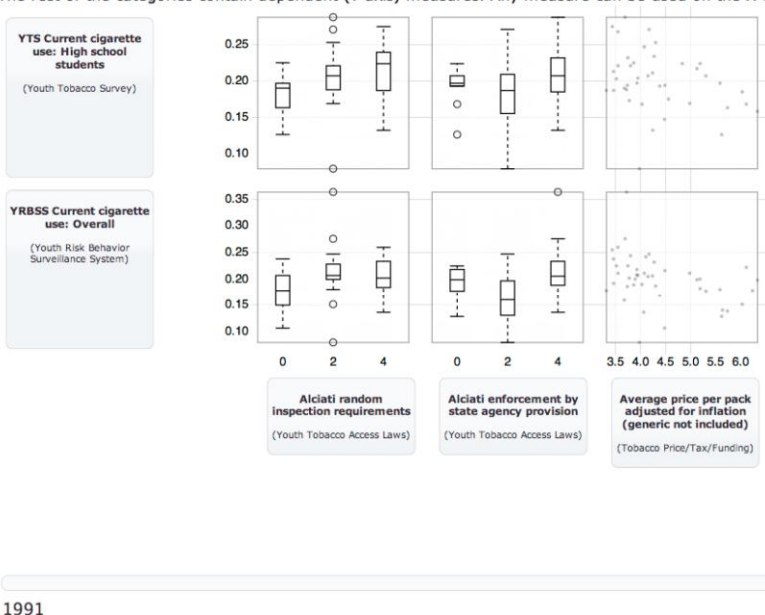 YTS Current cigarette
use: High school
students
(Youth Tobacco Survey)
0.25
0.20
0.15
0.10
YRBSS Current cigarette
use: Overall
(Youth Risk Behavior
Surveillance System)
0.35
0.30
0.25
0.20
0.15
0.10
0 2 4
0 2 4
3.5 4.0 4.5 5.0 5.5 6.0
Alciati random
inspection requirements
(Youth Tobacco Access Laws)
Alciati enforcement by
state agency provision
(Youth Tobacco Access Laws)
Average price per pack
adjusted for inflation
(generic not included)
(Tobacco Price/Tax/Funding)
1991